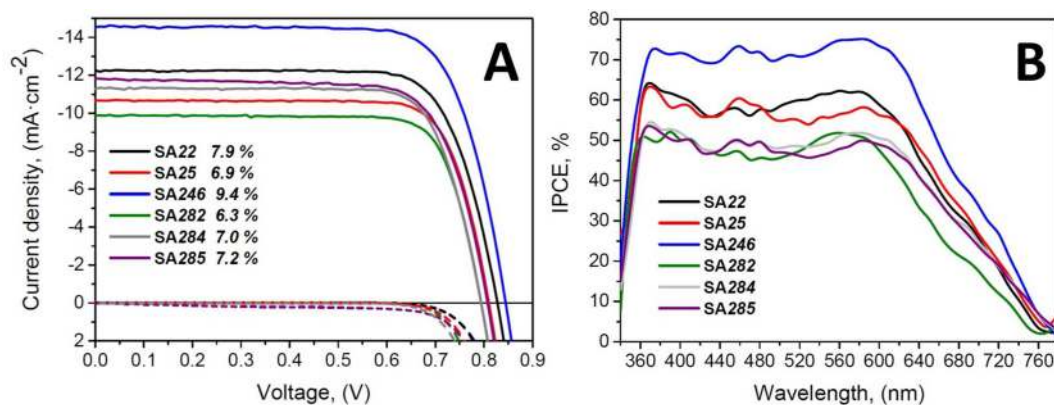 A
Current density, (mA·cm⁻²)
-14
-12
-10
-8
-6
-4
-2
0
2
SA22 7.9 %
SA25 6.9 %
SA246 9.4 %
SA282 6.3 %
SA284 7.0 %
SA285 7.2 %
0.0 0.1 0.2 0.3 0.4 0.5 0.6 0.7 0.8 0.9
Voltage, (V)
B
IPCE, %
80
70
60
50
40
30
20
10
0
SA22
SA25
SA246
SA282
SA284
SA285
360 400 440 480 520 560 600 640 680 720 760
Wavelength, (nm)